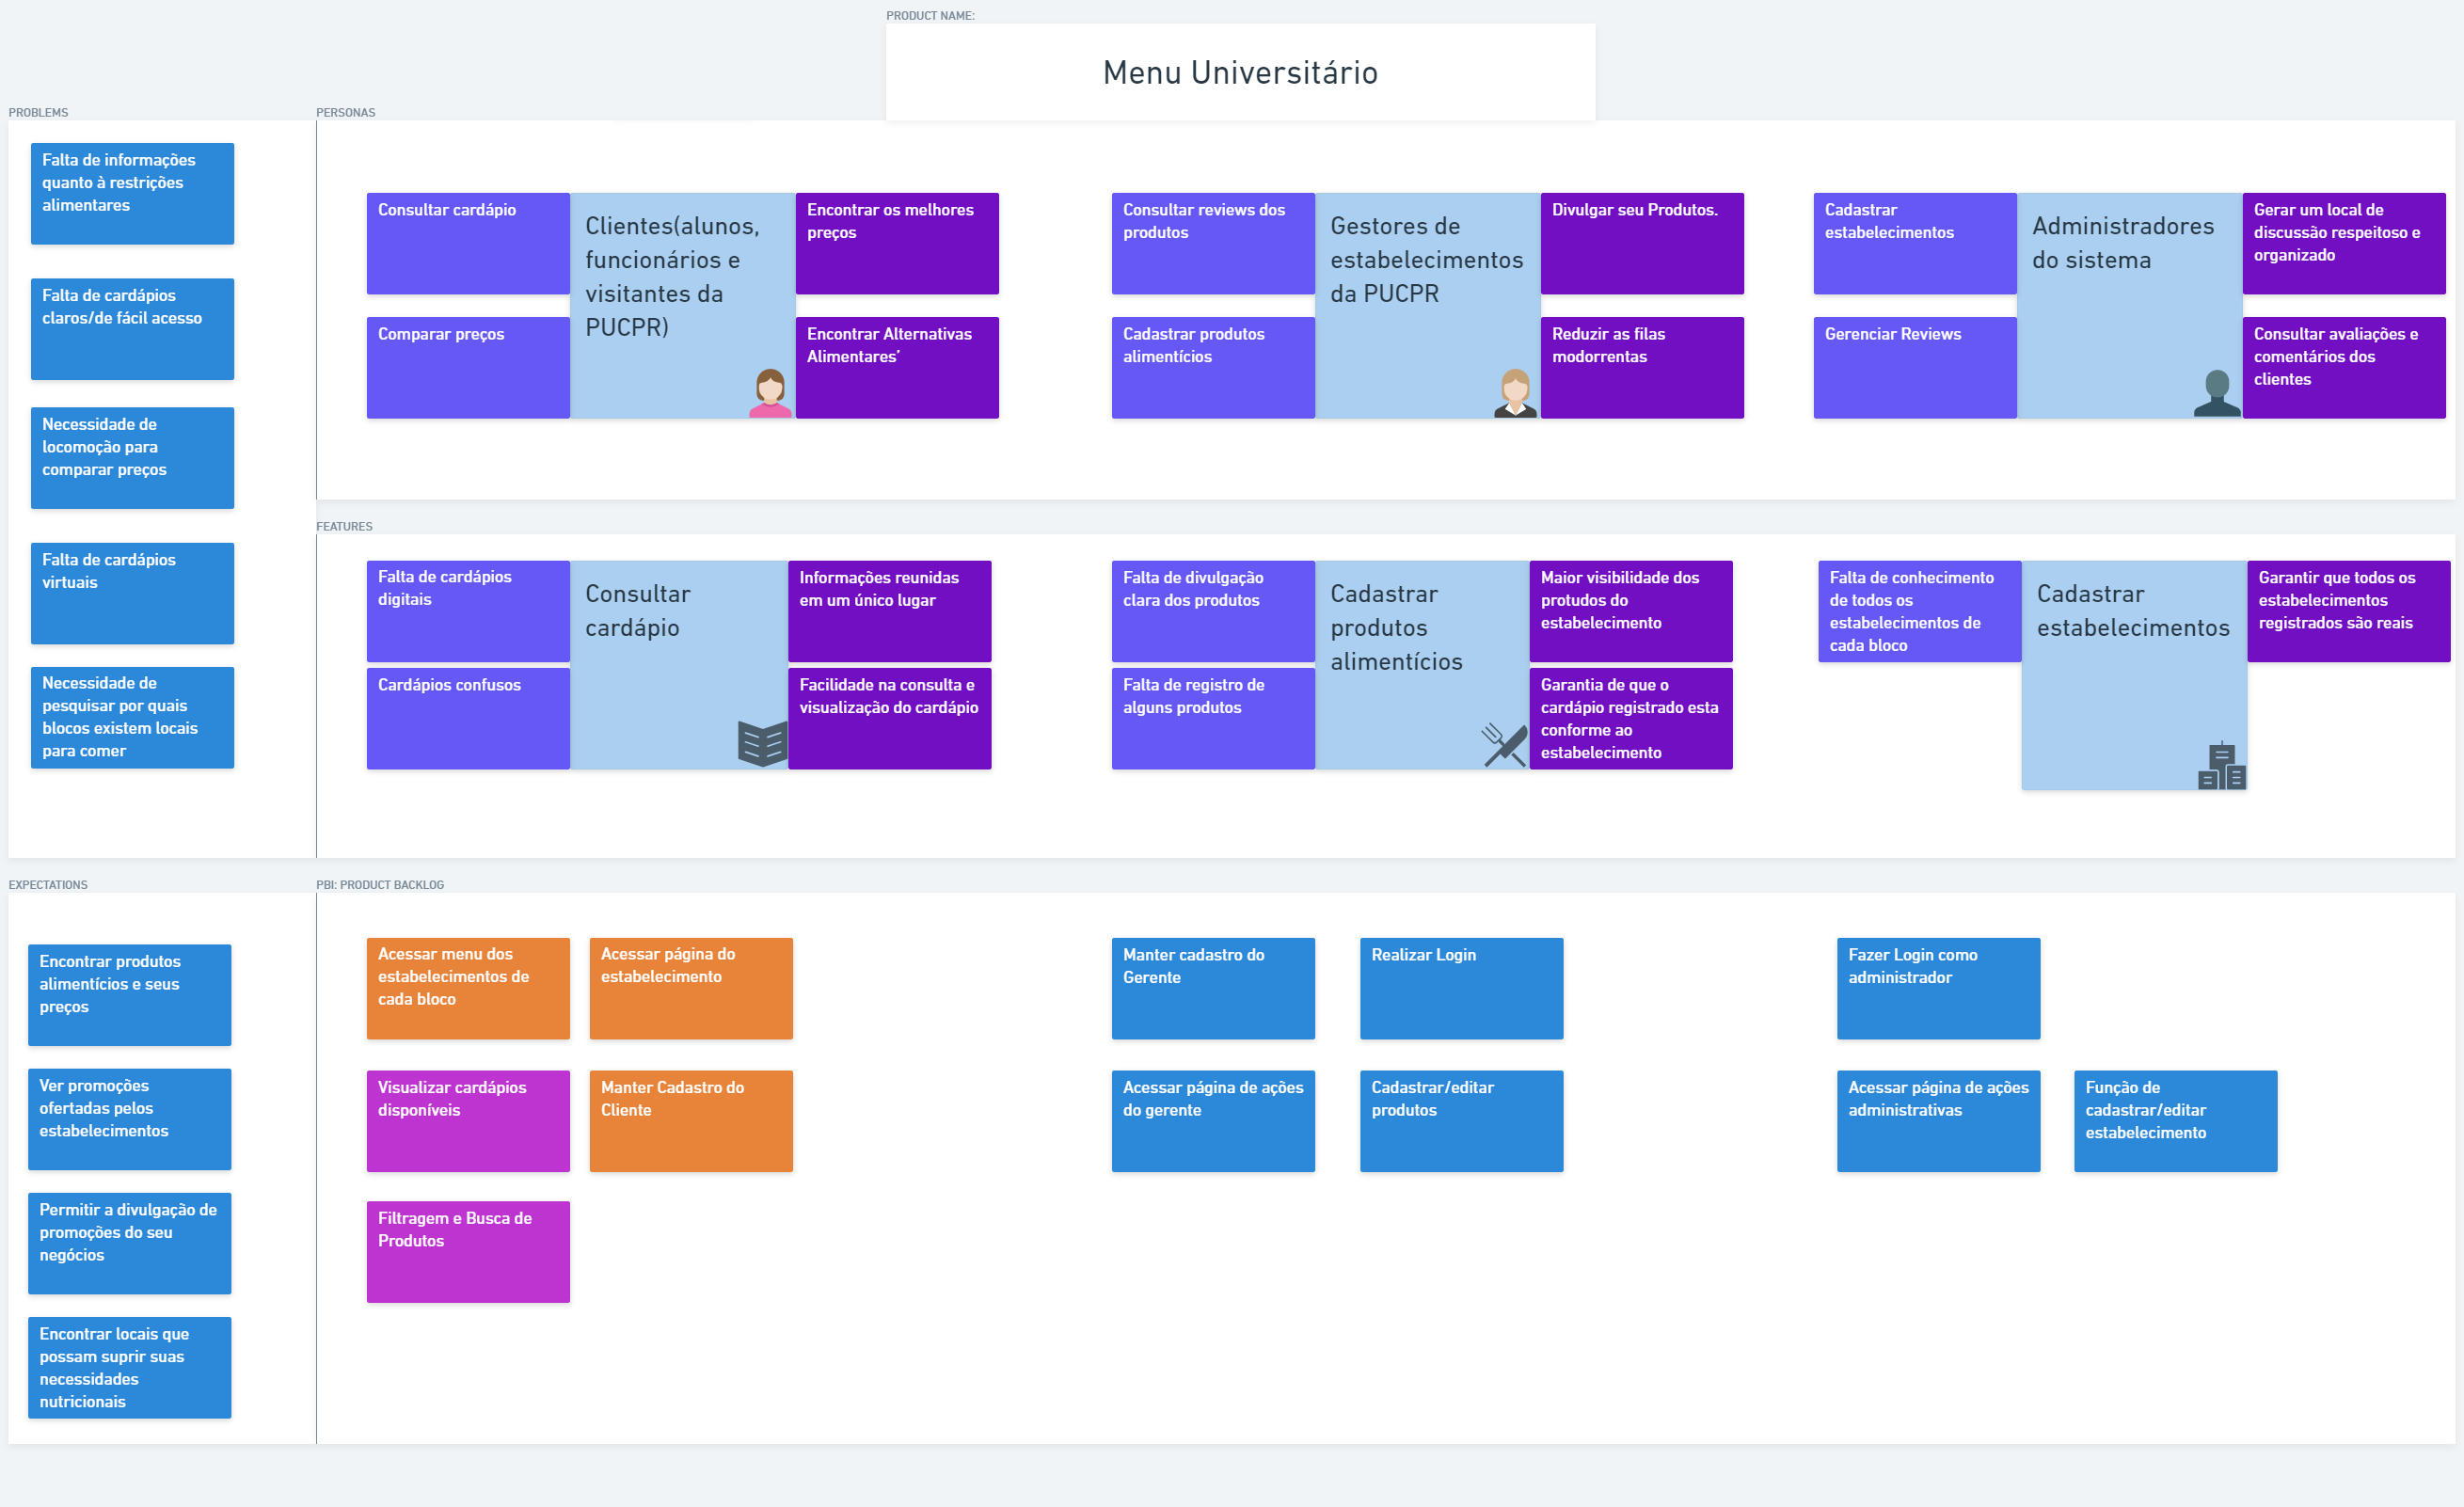 PRODUCT NAME:
Menu Universitário
PROBLEMS
Falta de informações
quanto à restrições
alimentares
Falta de cardápios
claros/de fácil acesso
Necessidade de
locomoção para
comparar preços
Falta de cardápios
virtuais
Necessidade de
pesquisar por quais
blocos existem locais
para comer
PERSONAS
Consultar cardápio
Comparar preços
Clientes(alunos,
funcionários e
visitantes da
PUCPR)
Encontrar os melhores
preços
Encontrar Alternativas
Alimentares’
Consultar reviews dos
produtos
Cadastrar produtos
alimentícios
Gestores de
estabelecimentos
da PUCPR
Divulgar seu Produtos.
Reduzir as filas
modorrentas
Cadastrar
estabelecimentos
Gerenciar Reviews
Administradores
do sistema
Gerar um local de
discussão respeitoso e
organizado
Consultar avaliações e
comentários dos
clientes
FEATURES
Falta de cardápios
digitais
Cardápios confusos
Consultar
cardápio
Informações reunidas
em um único lugar
Facilidade na consulta e
visualização do cardápio
Falta de divulgação
clara dos produtos
Falta de registro de
alguns produtos
Cadastrar
produtos
alimentícios
Maior visibilidade dos
protudos do
estabelecimento
Garantia de que o
cardápio registrado esta
conforme ao
estabelecimento
Falta de conhecimento
de todos os
estabelecimentos de
cada bloco
Cadastrar
estabelecimentos
Garantir que todos os
estabelecimentos
registrados são reais
EXPECTATIONS
Encontrar produtos
alimentícios e seus
preços
Ver promoções
ofertadas pelos
estabelecimentos
Permitir a divulgação de
promoções do seu
negócios
Encontrar locais que
possam suprir suas
necessidades
nutricionais
PBI: PRODUCT BACKLOG
Acessar menu dos
estabelecimentos de
cada bloco
Acessar página do
estabelecimento
Visualizar cardápios
disponíveis
Manter Cadastro do
Cliente
Filtragem e Busca de
Produtos
Manter cadastro do
Gerente
Realizar Login
Acessar página de ações
do gerente
Cadastrar/editar
produtos
Fazer Login como
administrador
Acessar página de ações
administrativas
Função de
cadastrar/editar
estabelecimento